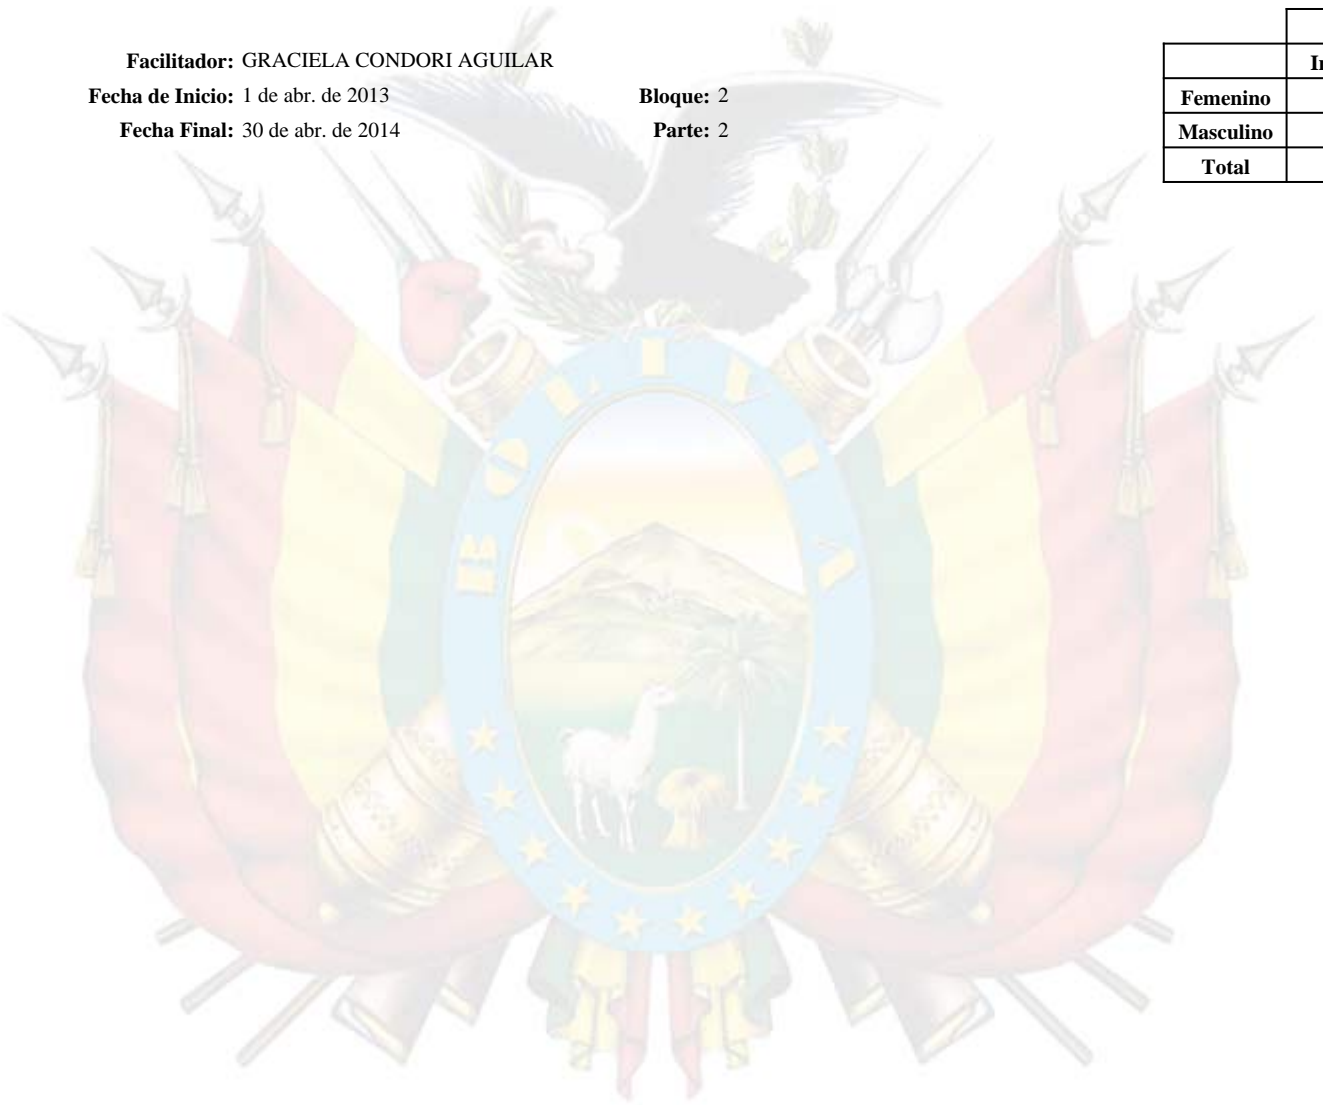 Facilitador: GRACIELA CONDORI AGUILAR
Fecha de Inicio: 1 de abr. de 2013 Bloque: 2
Fecha Final: 30 de abr. de 2014 Parte: 2
Femenino
Masculino
Total
BOLIVIA